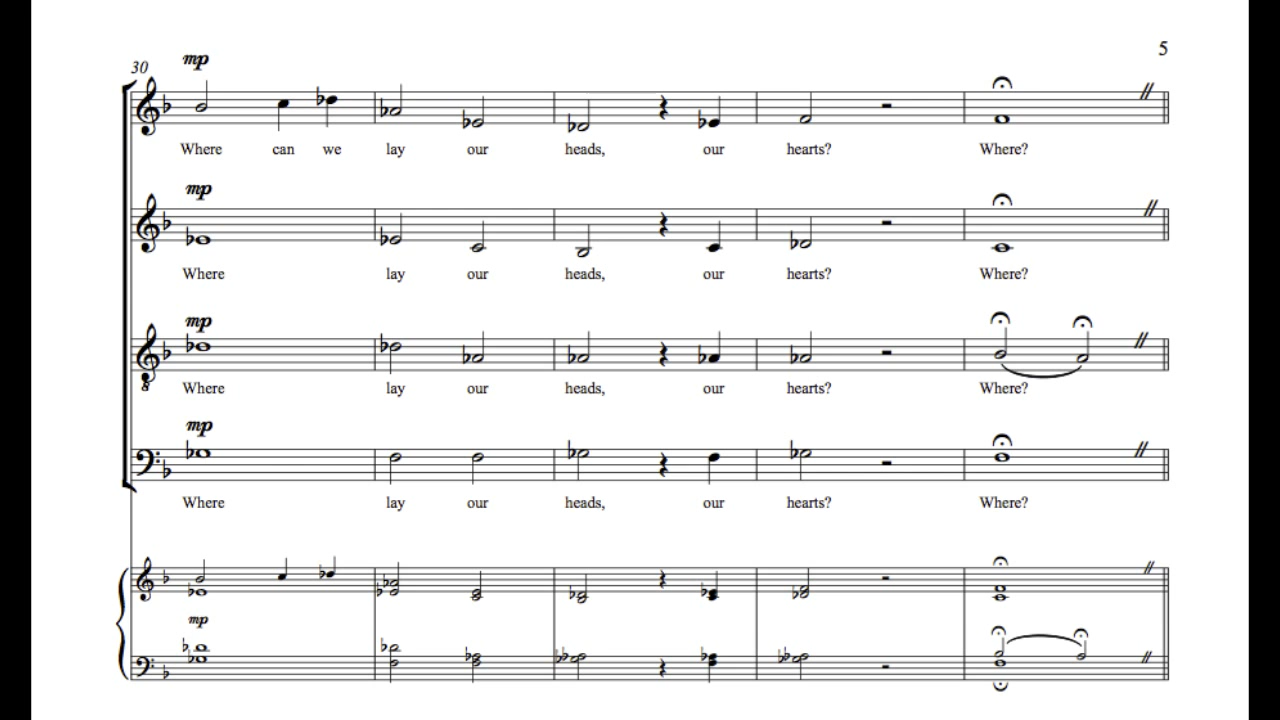 5
30
mp
Where can we lay our heads, our hearts? Where?
mp
Where lay our heads, our hearts? Where?
mp
8
Where lay our heads, our hearts? Where?
mp
Where lay our heads, our hearts? Where?
mp